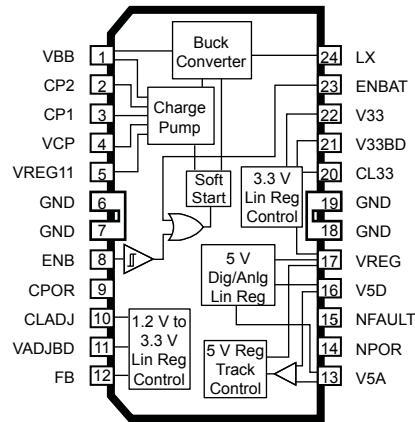 VBB 1
CP2 2
CP1 3
VCP 4
VREG11 5
GND 6
GND 7
ENB 8
CPOR 9
CLADJ 10
VADJBD 11
FB 12
Buck
Converter
Charge
Pump
Soft
Start
3.3 V
Lin Reg
Control
5 V
Dig/Anlg
Lin Reg
1.2 V to
3.3 V
Lin Reg
Control
5 V Reg
Track
Control
24 LX
23 ENBAT
22 V33
21 V33BD
20 CL33
19 GND
18 GND
17 VREG
16 V5D
15 NFAULT
14 NPOR
13 V5A